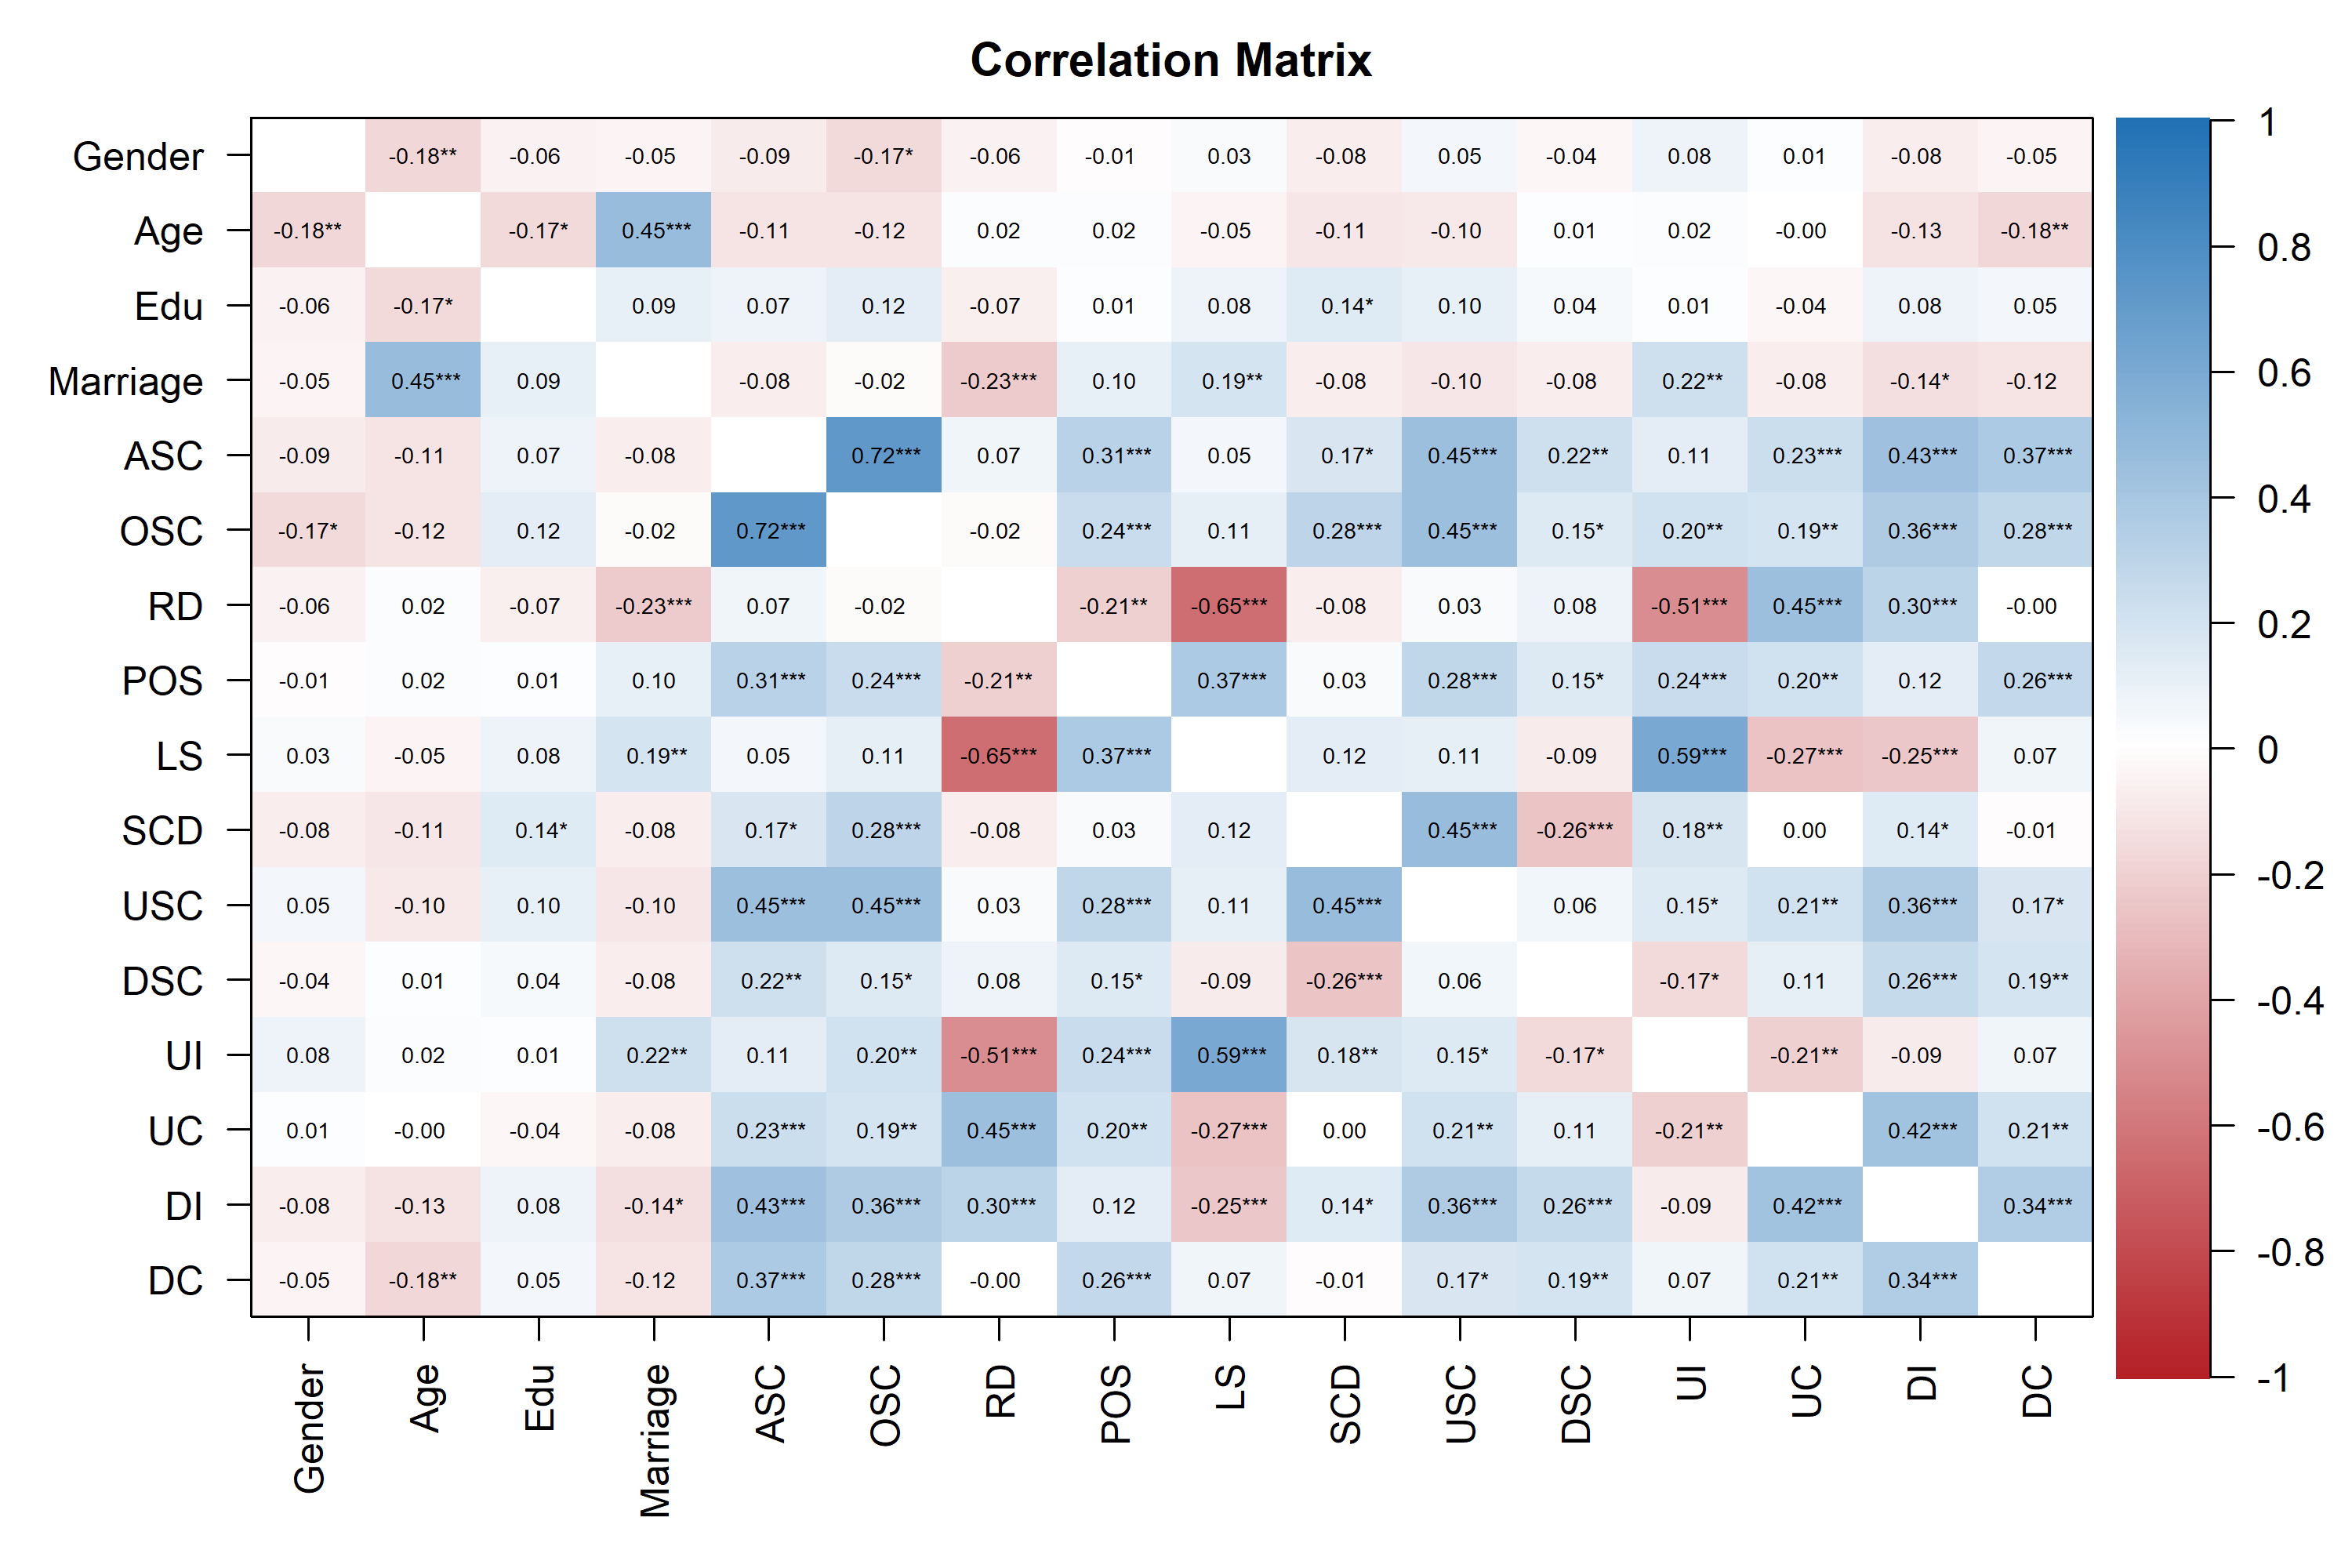 Correlation Matrix
Gender -0.18** -0.06 -0.05 -0.09 -0.17* -0.06 -0.01 0.03 -0.08 0.05 -0.04 0.08 0.01 -0.08 -0.05
Age -0.18** -0.17* 0.45*** -0.11 -0.12 0.02 0.02 -0.05 -0.11 -0.10 0.01 0.02 -0.00 -0.13 -0.18**
Edu -0.06 -0.17* 0.09 0.07 0.12 -0.07 0.01 0.08 0.14* 0.10 0.04 0.01 -0.04 0.08 0.05
Marriage -0.05 0.45*** 0.09 -0.08 -0.02 -0.23*** 0.10 0.19** -0.08 -0.10 -0.08 0.22** -0.08 -0.14* -0.12
ASC -0.09 -0.11 0.07 -0.08 0.72*** 0.07 0.31*** 0.05 0.17* 0.45*** 0.22** 0.11 0.23*** 0.43*** 0.37***
OSC -0.17* -0.12 0.12 -0.02 0.72*** -0.02 0.24*** 0.11 0.28*** 0.45*** 0.15* 0.20** 0.19** 0.36*** 0.28***
RD -0.06 0.02 -0.07 -0.23*** 0.07 -0.02 -0.21** -0.65*** -0.08 0.03 0.08 -0.51*** 0.45*** 0.30*** -0.00
POS -0.01 0.02 0.01 0.10 0.31*** 0.24*** -0.21** 0.37*** 0.03 0.28*** 0.15* 0.24*** 0.20** 0.12 0.26***
LS 0.03 -0.05 0.08 0.19** 0.05 0.11 -0.65*** 0.37*** 0.12 0.11 -0.09 0.59*** -0.27*** -0.25*** 0.07
SCD -0.08 -0.11 0.14* -0.08 0.17* 0.28*** -0.08 0.03 0.12 0.45*** -0.26*** 0.18** 0.00 0.14* -0.01
USC 0.05 -0.10 0.10 -0.10 0.45*** 0.45*** 0.03 0.28*** 0.11 0.45*** 0.06 0.15* 0.21** 0.36*** 0.17*
DSC -0.04 0.01 0.04 -0.08 0.22** 0.15* 0.08 0.15* -0.09 -0.26*** 0.06 -0.17* 0.11 0.26*** 0.19**
UI 0.08 0.02 0.01 0.22** 0.11 0.20** -0.51*** 0.24*** 0.59*** 0.18** 0.15* -0.17* -0.21** -0.09 0.07
UC 0.01 -0.00 -0.04 -0.08 0.23*** 0.19** 0.45*** 0.20** -0.27*** 0.00 0.21** 0.11 -0.21** 0.42*** 0.21**
DI -0.08 -0.13 0.08 -0.14* 0.43*** 0.36*** 0.30*** 0.12 -0.25*** 0.14* 0.36*** 0.26*** -0.09 0.42*** 0.34***
DC -0.05 -0.18** 0.05 -0.12 0.37*** 0.28*** -0.00 0.26*** 0.07 -0.01 0.17* 0.19** 0.07 0.21** 0.34***
Gender Age Edu Marriage ASC OSC RD POS LS SCD USC DSC UI UC DI DC
1
0.8
0.6
0.4
0.2
0
-0.2
-0.4
-0.6
-0.8
-1